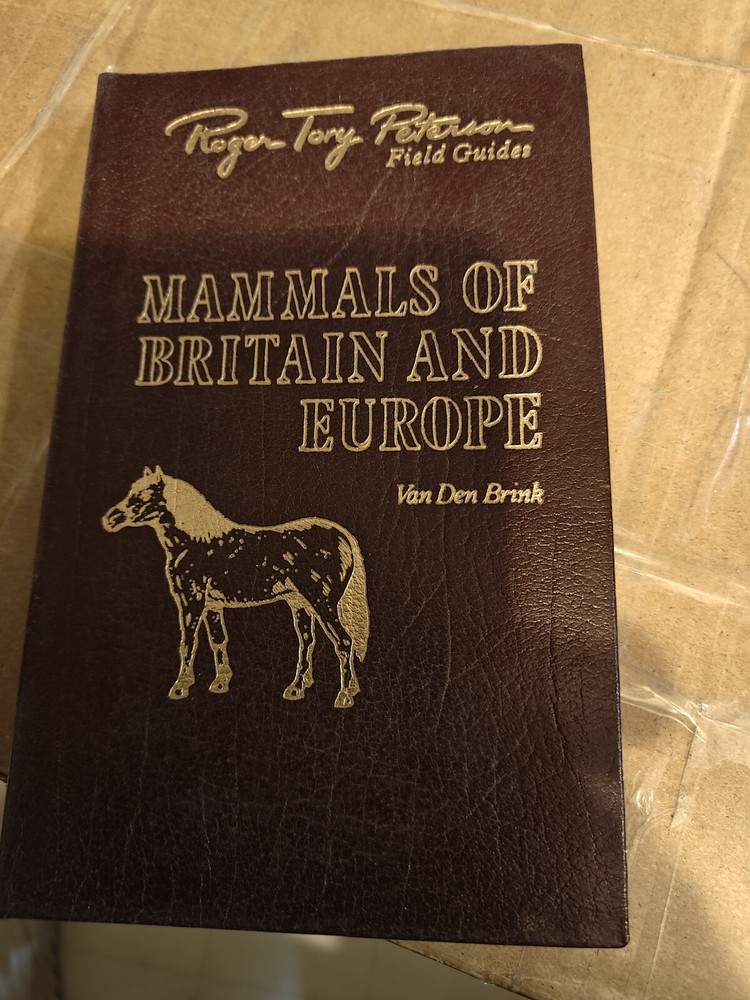 Roger Tory Peterson
Field Guides
MAMMALS OF
BRITAIN AND
EUROPE
Van Den Brink